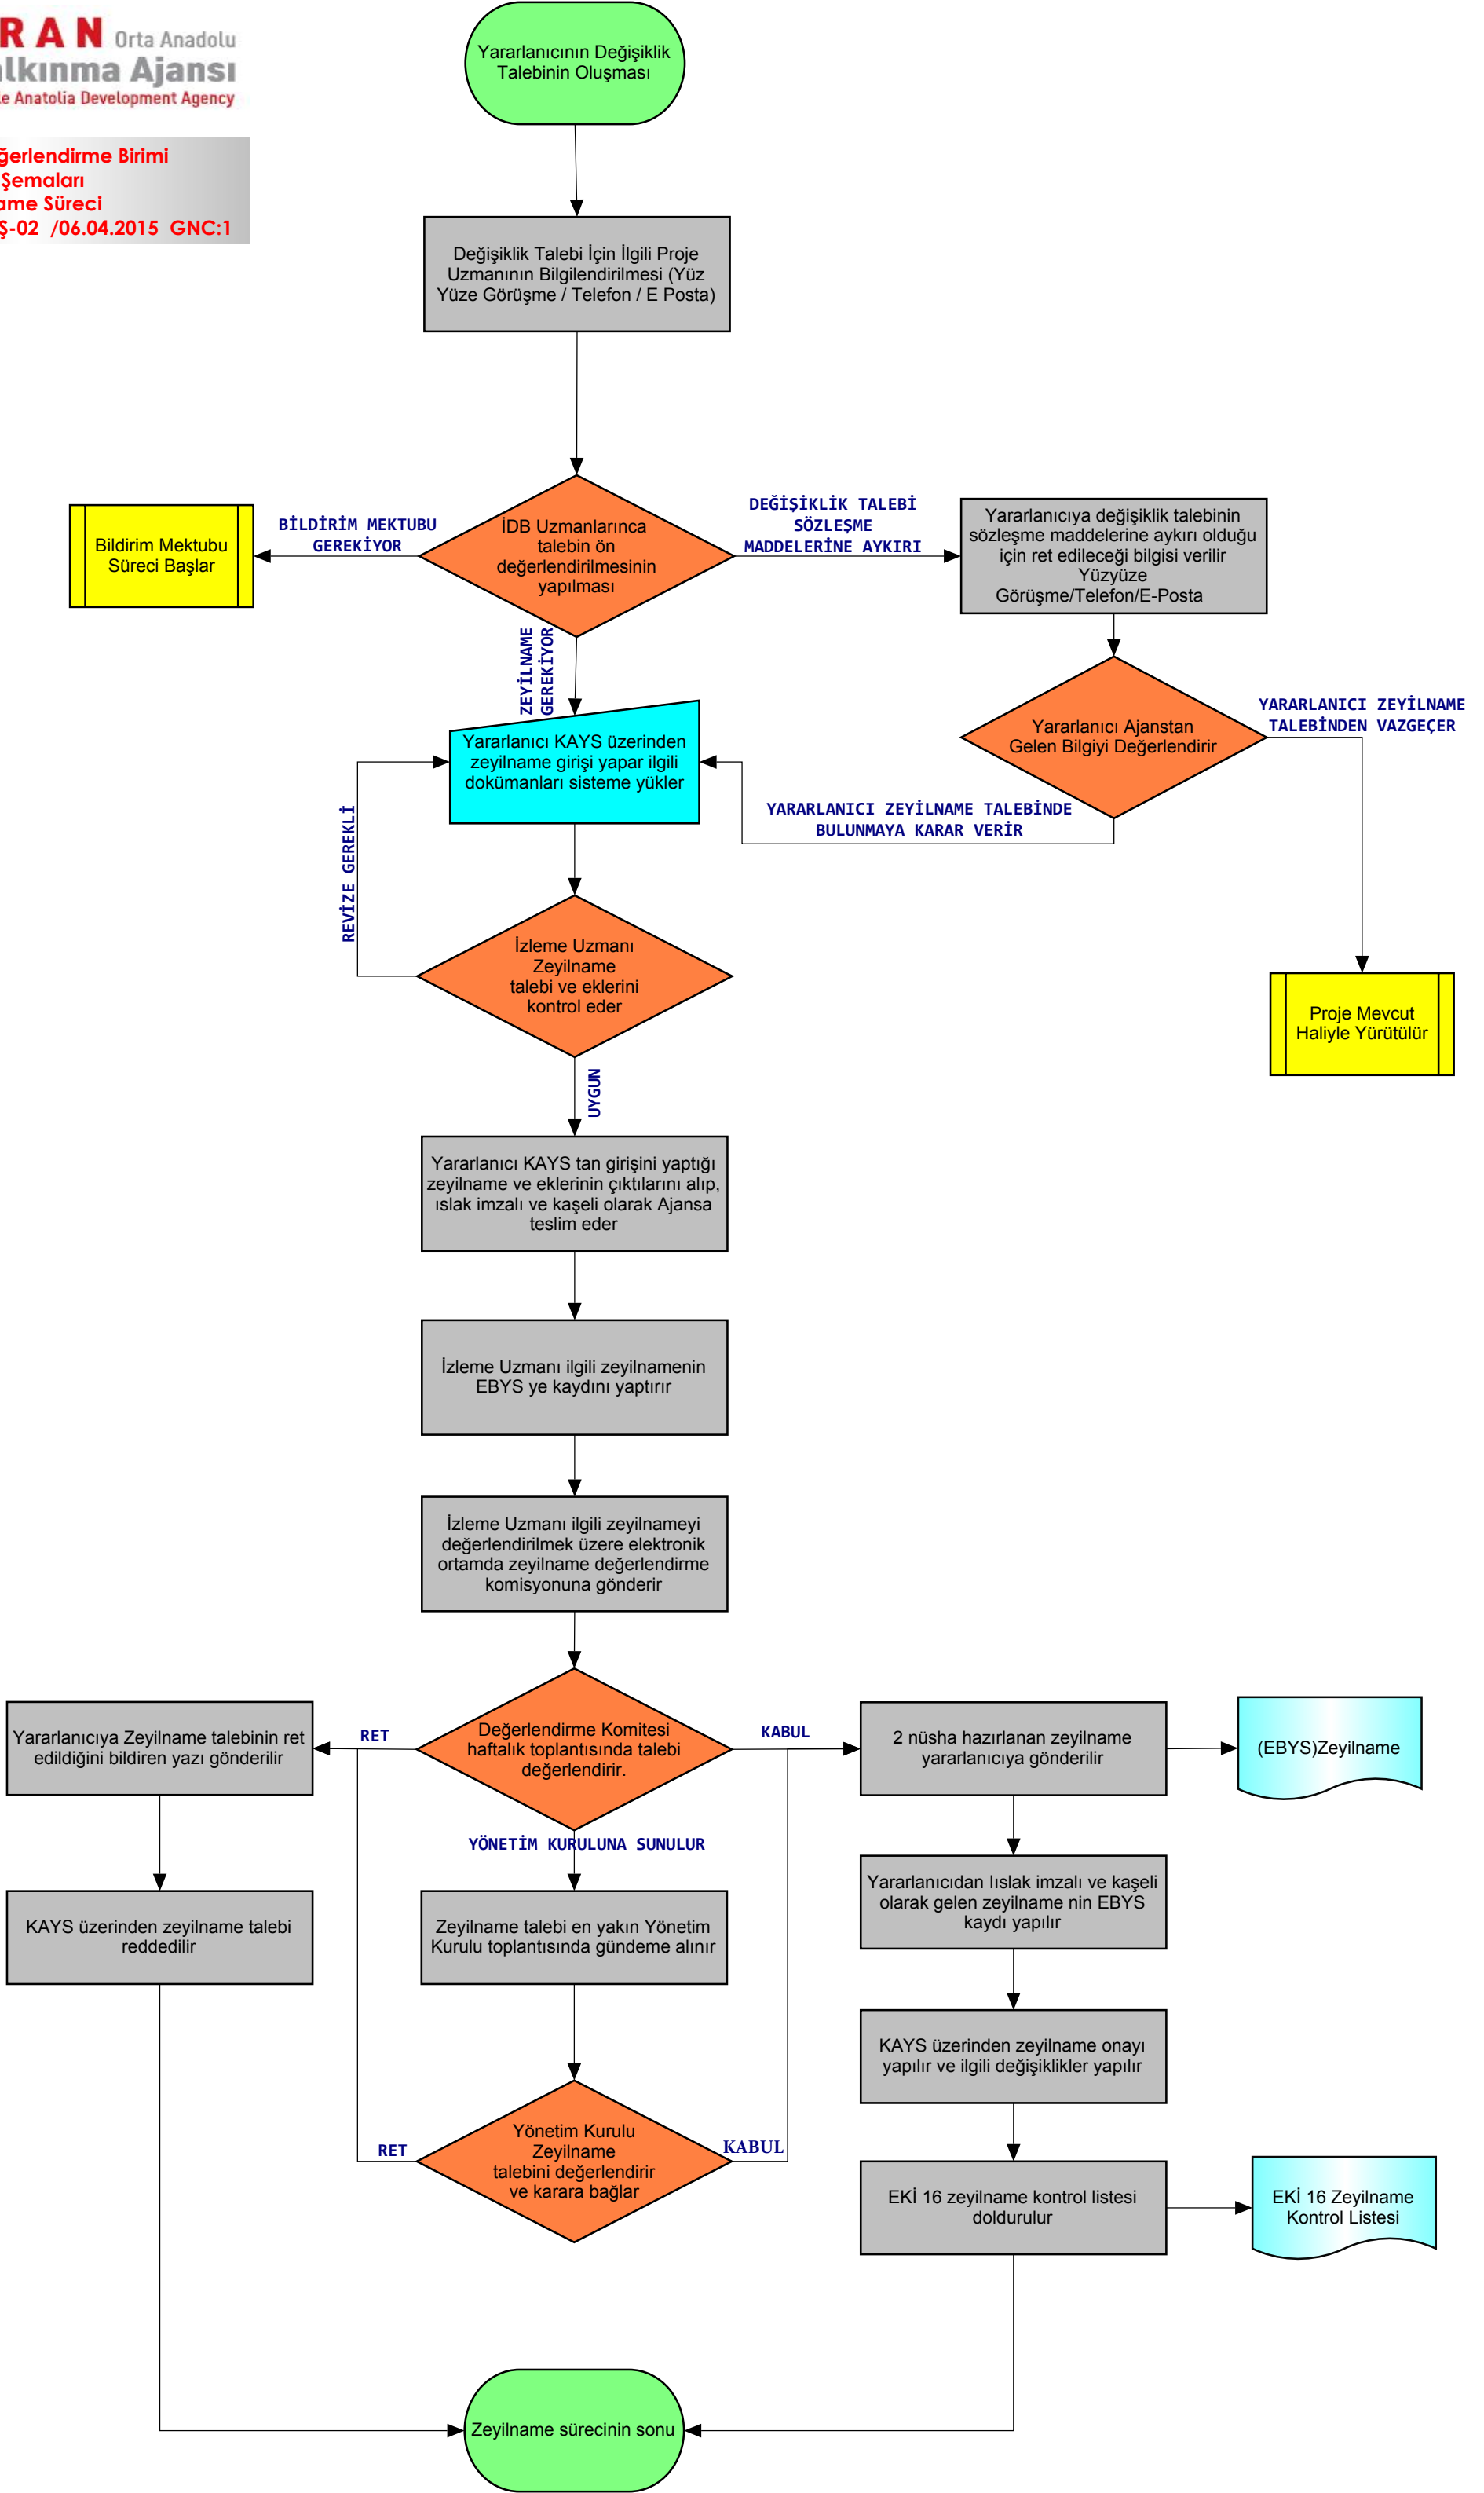 RAN Orta Anadolu
lkınma Ajansı
Anatolia Development Agency
ğerlendirme Birimi
Şemaları
ame Süreci
Ş-02 /06.04.2015 GNC:1
Yararlanıcının Değişiklik
Talebinin Oluşması
Değişiklik Talebi İçin İlgili Proje
Uzmanının Bilgilendirilmesi (Yüz
Yüze Görüşme / Telefon / E Posta)
BİLDİRİM MEKTUBU
GEREKİYOR
Bildirim Mektubu
Süreci Başlar
İDB Uzmanlarınca
talebin ön
değerlendirilmesinin
yapılması
DEĞİŞİKLİK TALEBİ
SÖZLEŞME
MADDELERİNE AYKIRI
Yararlanıcıya değişiklik talebinin
sözleşme maddelerine aykırı olduğu
için ret edileceği bilgisi verilir
Yüzyüze
Görüşme/Telefon/E-Posta
ZEYİLNAME
GEREKİYOR
Yararlanıcı Ajanstan
Gelen Bilgiyi Değerlendirir
YARARLANICI ZEYİLNAME
TALEBİNDEN VAZGEÇER
Yararlanıcı KAYS üzerinden
zeyilname girişi yapar ilgili
dokümanları sisteme yükler
YARARLANICI ZEYİLNAME TALEBİNDE
BULUNMAYA KARAR VERİR
REVİZE GEREKLİ
İzleme Uzmanı
Zeyilname
talebi ve eklerini
kontrol eder
Proje Mevcut
Haliyle Yürütülür
UYGUN
Yararlanıcı KAYS tan girişini yaptığı
zeyilname ve eklerinin çıktılarını alıp,
ıslak imzalı ve kaşeli olarak Ajansa
teslim eder
İzleme Uzmanı ilgili zeyilnamenin
EBYS ye kaydını yaptırır
İzleme Uzmanı ilgili zeyilnameyi
değerlendirilmek üzere elektronik
ortamda zeyilname değerlendirme
komisyonuna gönderir
Yararlanıcıya Zeyilname talebinin ret
edildiğini bildiren yazı gönderilir
RET
Değerlendirme Komitesi
haftalık toplantısında talebi
değerlendirir.
KABUL
2 nüsha hazırlanan zeyilname
yararlanıcıya gönderilir
(EBYS)Zeyilname
YÖNETİM KURULUNA SUNULUR
KAYS üzerinden zeyilname talebi
reddedilir
Zeyilname talebi en yakın Yönetim
Kurulu toplantısında gündeme alınır
Yararlanıcıdan lıslak imzalı ve kaşeli
olarak gelen zeyilname nin EBYS
kaydı yapılır
KAYS üzerinden zeyilname onayı
yapılır ve ilgili değişiklikler yapılır
RET
Yönetim Kurulu
Zeyilname
talebini değerlendirir
ve karara bağlar
KABUL
EKİ 16 zeyilname kontrol listesi
doldurulur
EKİ 16 Zeyilname
Kontrol Listesi
Zeyilname sürecinin sonu